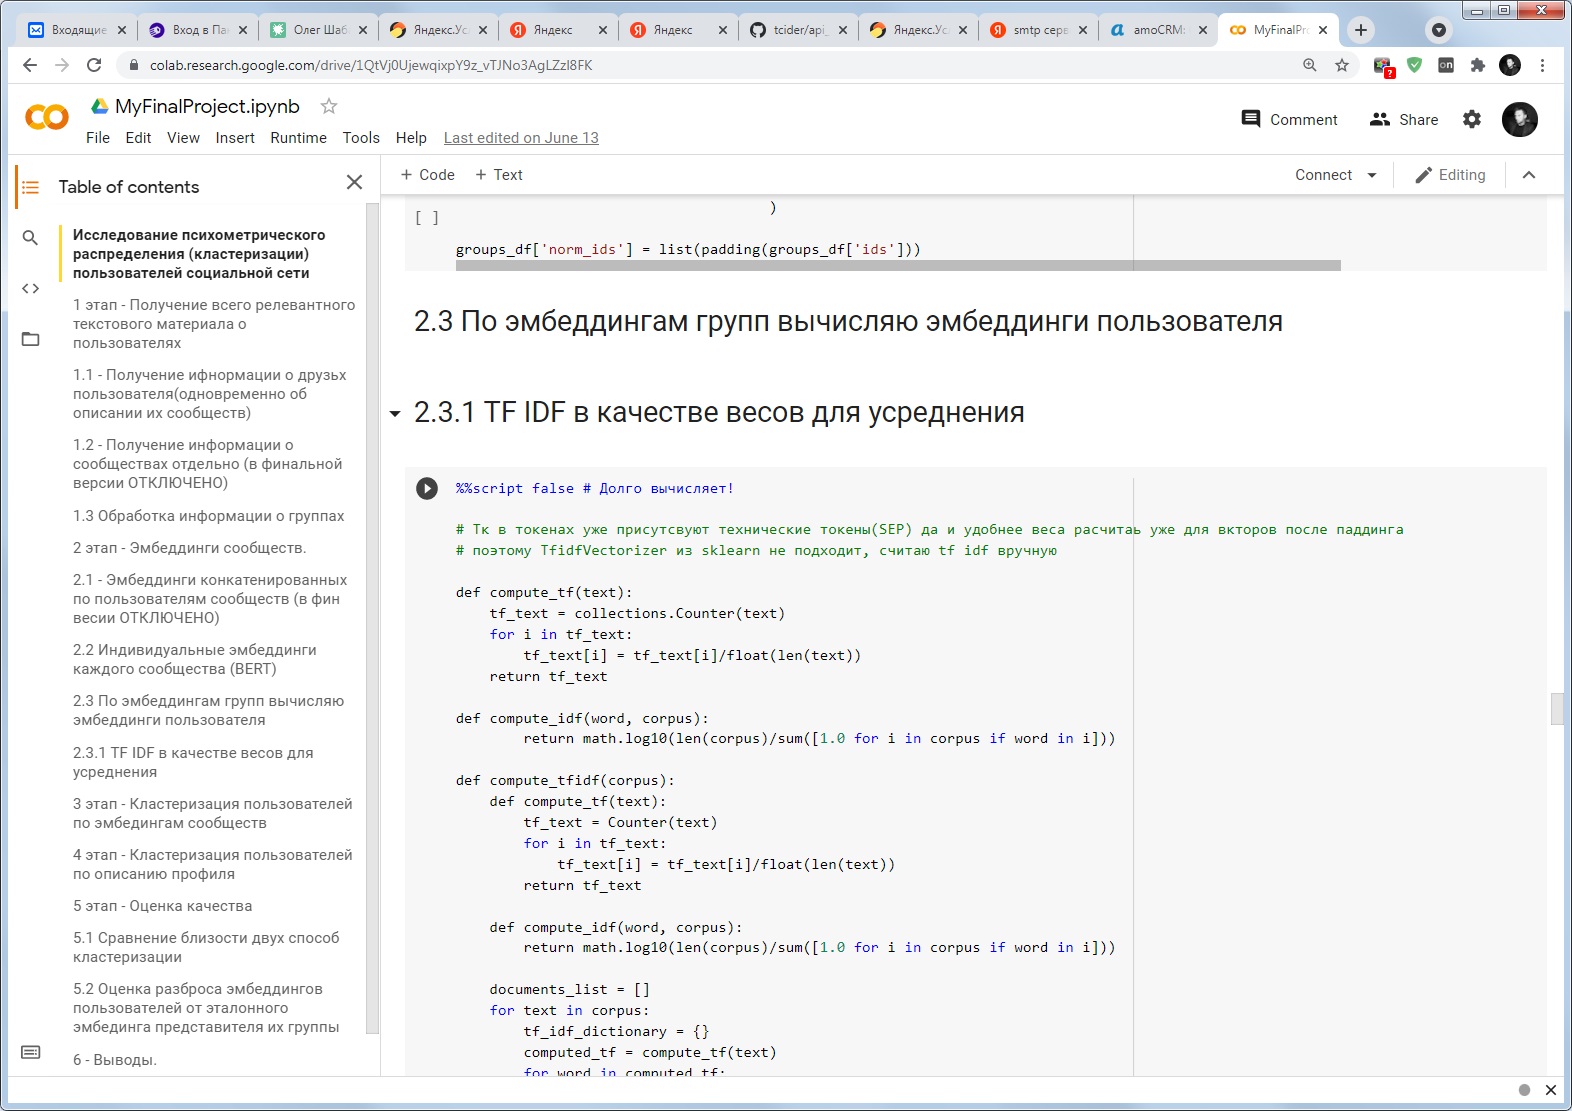 Входящие
Вход в Па
Олег Шаб
Яндекс.Ус
Яндекс
Яндекс
tcider/api_
Яндекс.Ус
smtp серв
amoCRM:
MyFinalPr
colab.research.google.com/drive/1QtVj0UjewqixpY9z_vTJNo3AgLZzI8FK
on
?
MyFinalProject.ipynb
File Edit View Insert Runtime Tools Help Last edited on June 13
Comment
Share
Table of contents
Исследование психометрического
распределения (кластеризации)
пользователей социальной сети
1 этап - Получение всего релевантного
текстового материала о
пользователях
1.1 - Получение ифнормации о друзьх
пользователя(одновременно об
описании их сообществ)
1.2 - Получение информации о
сообществах отдельно (в финальной
версии ОТКЛЮЧЕНО)
1.3 Обработка информации о группах
2 этап - Эмбеддинги сообществ.
2.1 - Эмбеддинги конкатенированных
по пользователям сообществ (в фин
весии ОТКЛЮЧЕНО)
2.2 Индивидуальные эмбеддинги
каждого сообщества (BERT)
2.3 По эмбеддингам групп вычисляю
эмбеддинги пользователя
2.3.1 TF IDF в качестве весов для
усреднения
3 этап - Кластеризация пользователей
по эмбедингам сообществ
4 этап - Кластеризация пользователей
по описанию профиля
5 этап - Оценка качества
5.1 Сравнение близости двух способ
кластеризации
5.2 Оценка разброса эмбеддингов
пользователей от эталонного
эмбединга представителя их группы
6 - Выводы.
+ Code + Text
Connect
Editing
)
[ ]
groups_df['norm_ids'] = list(padding(groups_df['ids']))
2.3 По эмбеддингам групп вычисляю эмбеддинги пользователя
2.3.1 TF IDF в качестве весов для усреднения
%%script false # Долго вычисляет!
# Тк в токенах уже присутсвуют технические токены(SEP) да и удобнее веса расчитаь уже для вкторов после паддинга
# поэтому TfidfVectorizer из sklearn не подходит, считаю tf idf вручную
def compute_tf(text):
tf_text = collections.Counter(text)
for i in tf_text:
tf_text[i] = tf_text[i]/float(len(text))
return tf_text
def compute_idf(word, corpus):
return math.log10(len(corpus)/sum([1.0 for i in corpus if word in i]))
def compute_tfidf(corpus):
def compute_tf(text):
tf_text = Counter(text)
for i in tf_text:
tf_text[i] = tf_text[i]/float(len(text))
return tf_text
def compute_idf(word, corpus):
return math.log10(len(corpus)/sum([1.0 for i in corpus if word in i]))
documents_list = []
for text in corpus:
tf_idf_dictionary = {}
computed_tf = compute_tf(text)
for word in computed_tf: